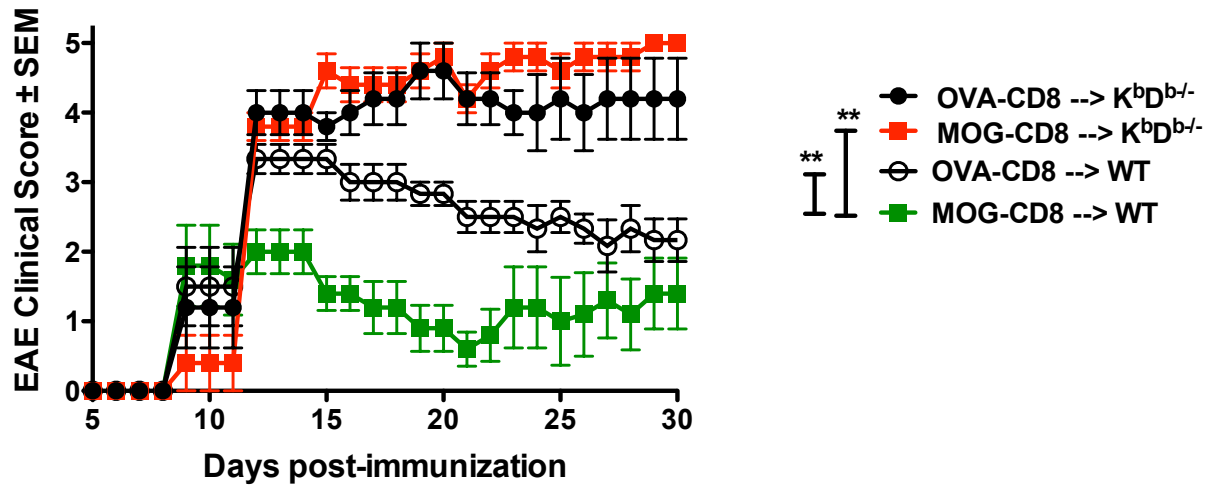 EAE Clinical Score ± SEM
5
4
3
2
1
0
5 10 15 20 25 30
Days post-immunization
** **
OVA-CD8 --> KᵇDᵇ⁻/⁻
MOG-CD8 --> KᵇDᵇ⁻/⁻
OVA-CD8 --> WT
MOG-CD8 --> WT